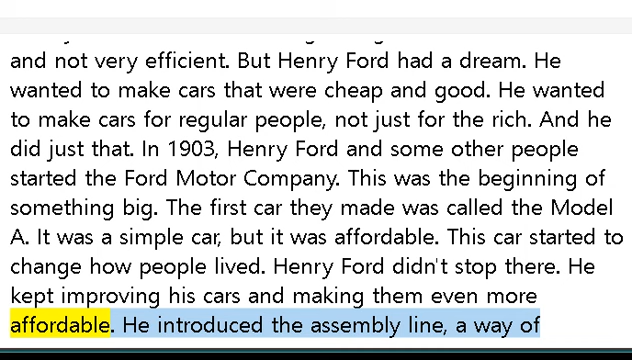 and not very efficient. But Henry Ford had a dream. He
wanted to make cars that were cheap and good. He wanted
to make cars for regular people, not just for the rich. And he
did just that. In 1903, Henry Ford and some other people
started the Ford Motor Company. This was the beginning of
something big. The first car they made was called the Model
A. It was a simple car, but it was affordable. This car started to
change how people lived. Henry Ford didn't stop there. He
kept improving his cars and making them even more
affordable. He introduced the assembly line, a way of